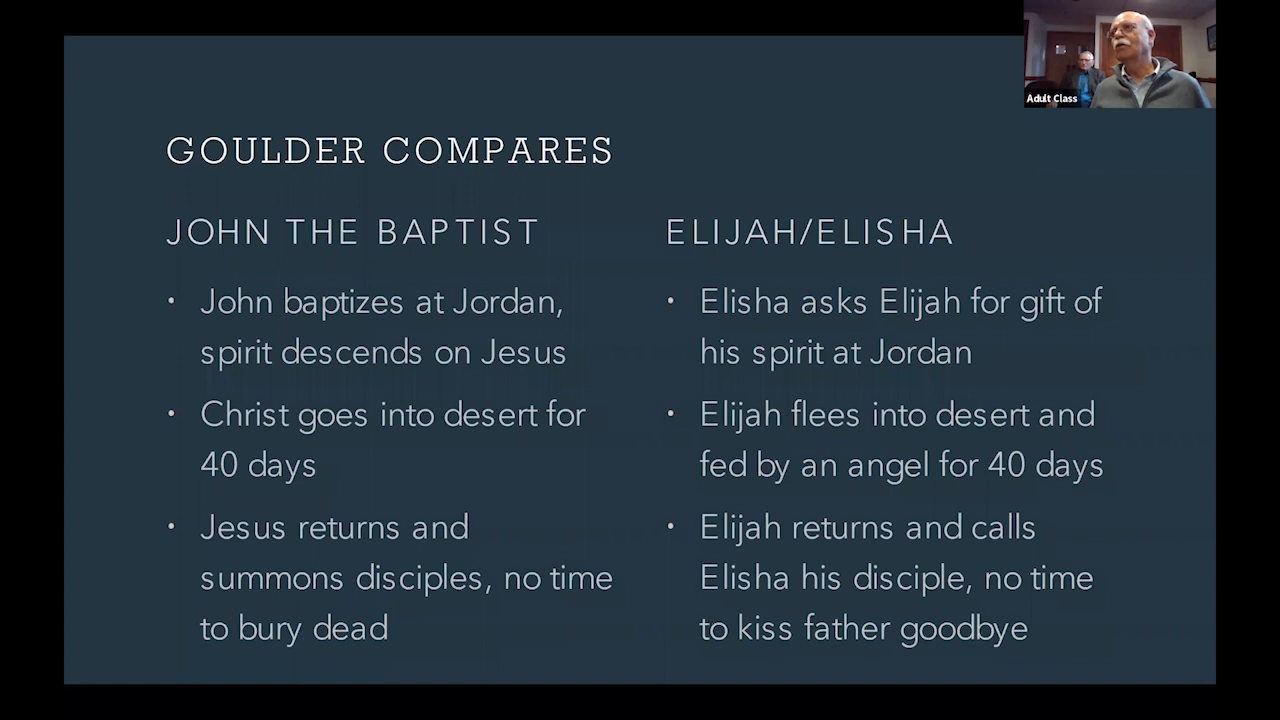 GOULDER COMPARES
JOHN THE BAPTIST
• John baptizes at Jordan,
spirit descends on Jesus
• Christ goes into desert for
40 days
• Jesus returns and
summons disciples, no time
to bury dead
ELIJAH/ELISHA
• Elisha asks Elijah for gift of
his spirit at Jordan
• Elijah flees into desert and
fed by an angel for 40 days
• Elijah returns and calls
Elisha his disciple, no time
to kiss father goodbye
Adult Class